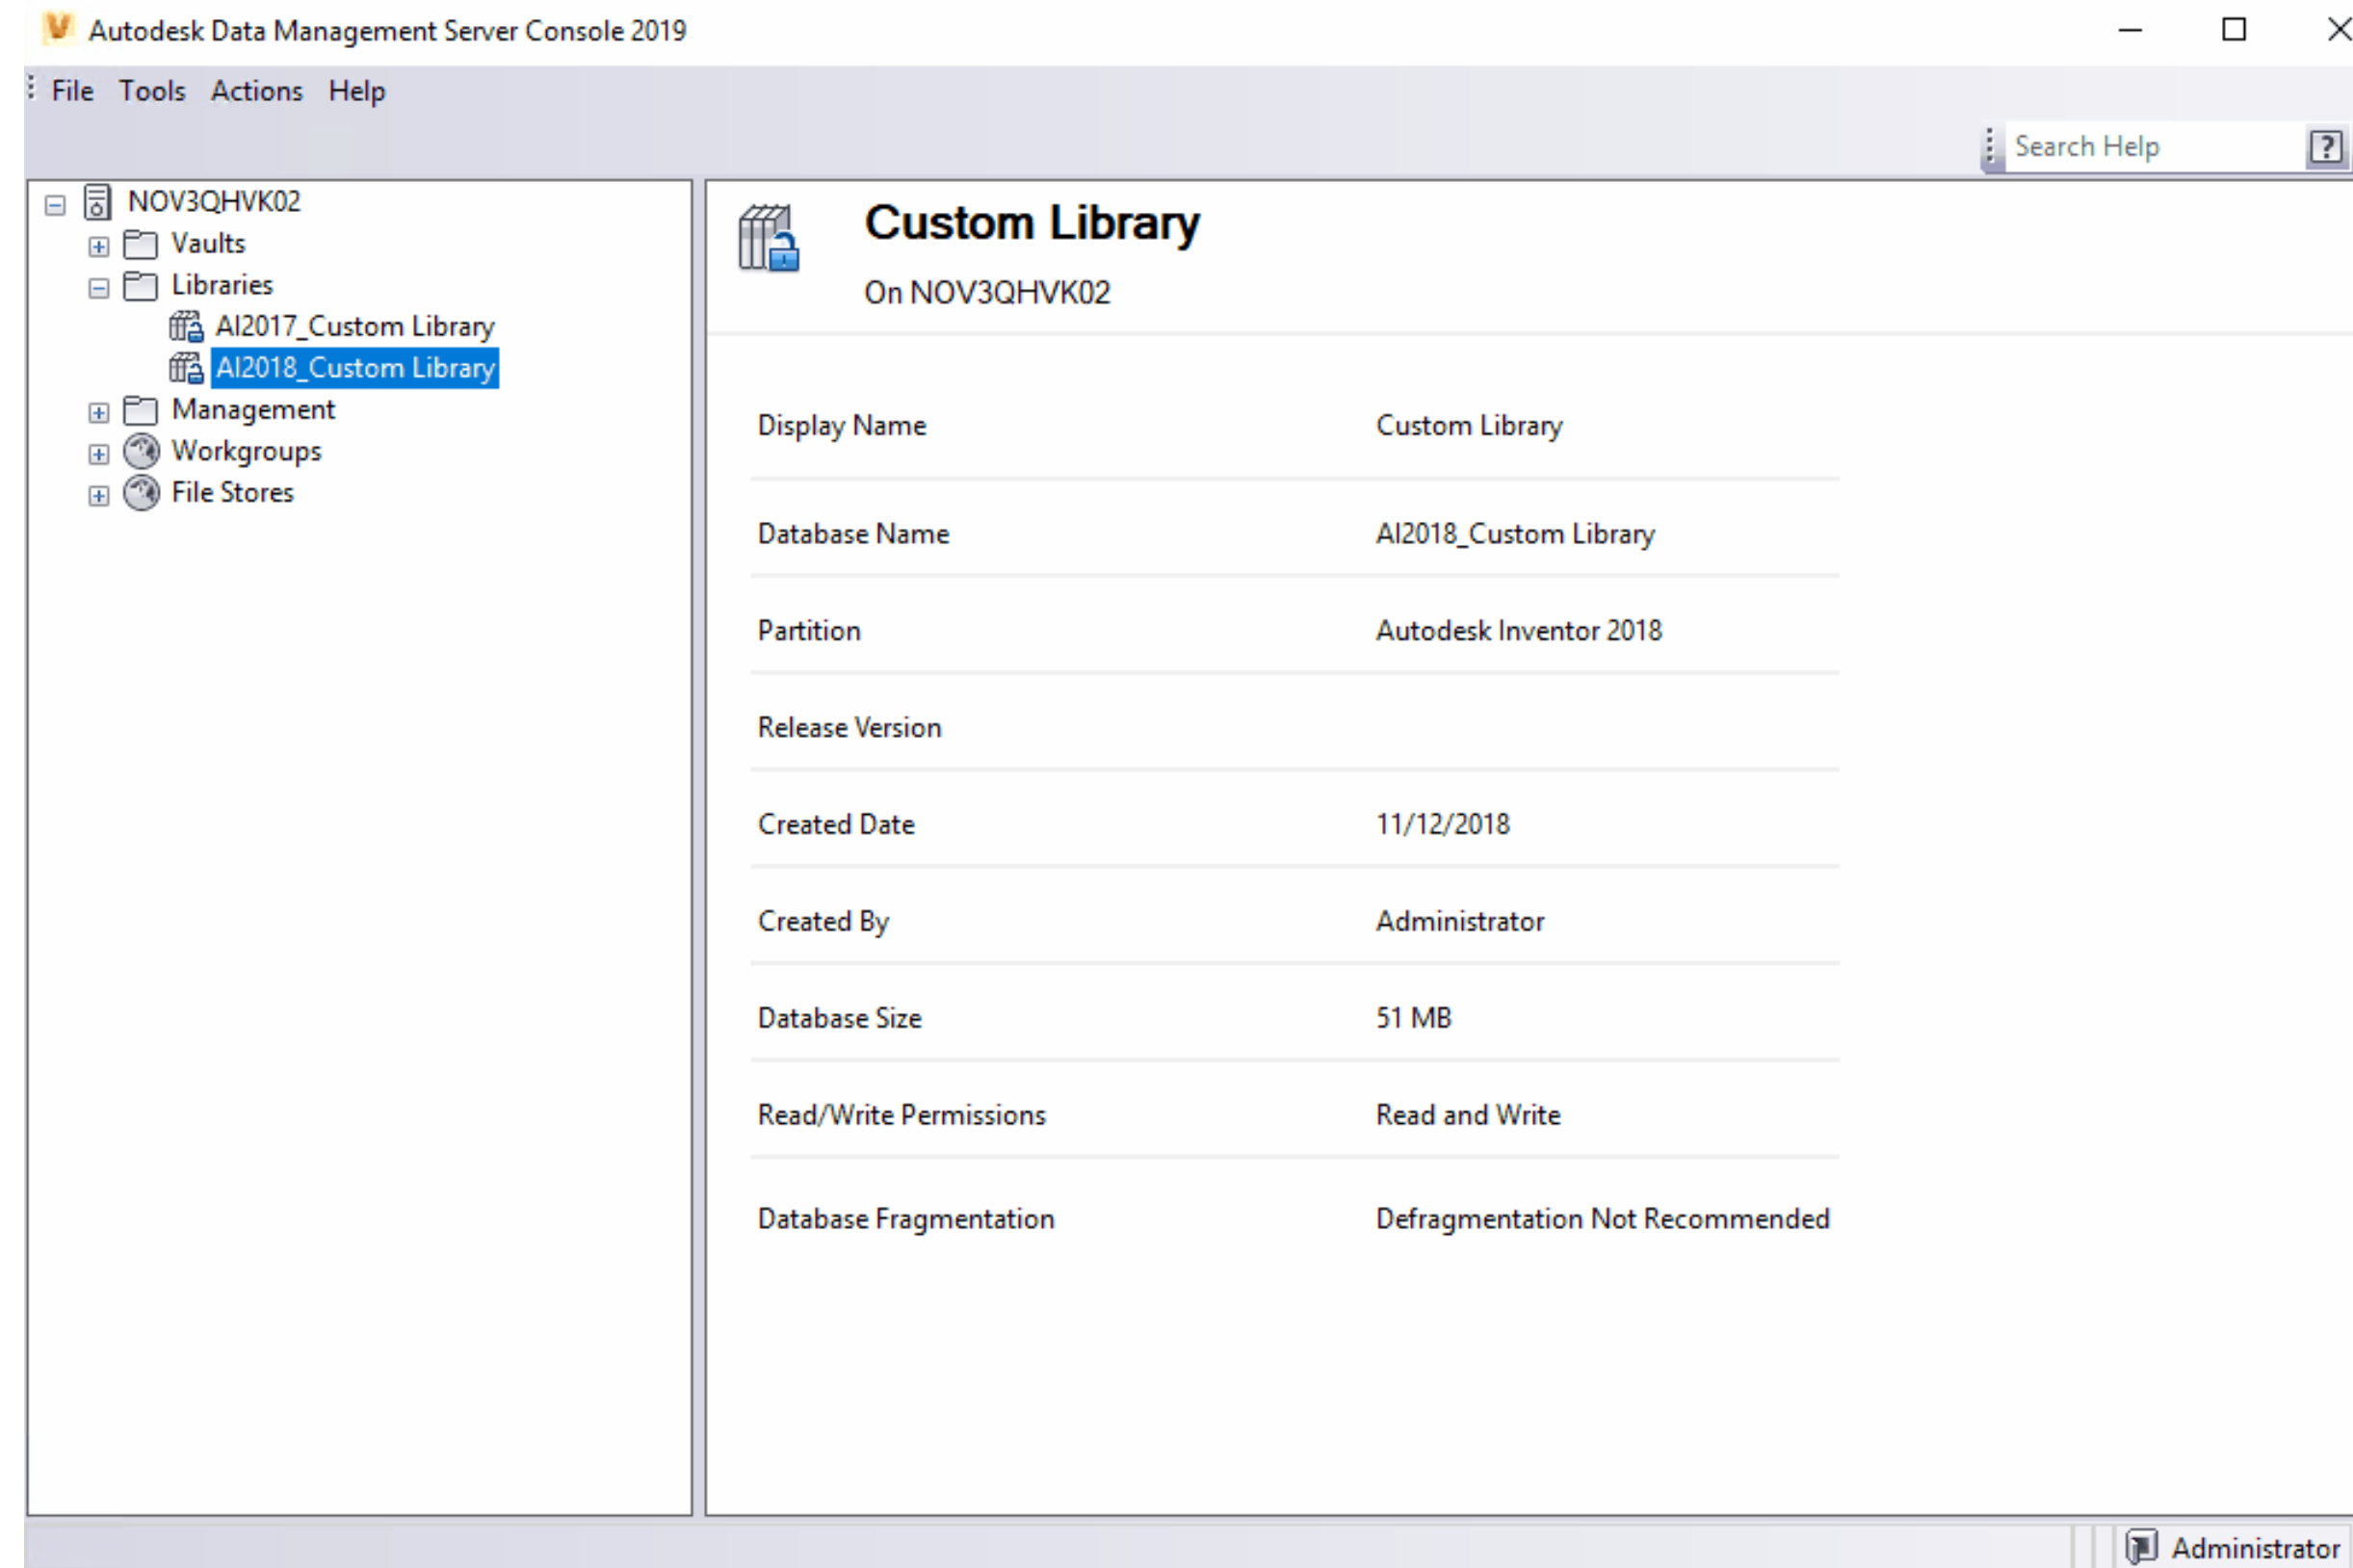 Autodesk Data Management Server Console 2019
File Tools Actions Help
Search Help
NOV3QHVK02
Vaults
Libraries
AI2017_Custom Library
AI2018_Custom Library
Management
Workgroups
File Stores
Custom Library
On NOV3QHVK02
Display Name Custom Library
Database Name AI2018_Custom Library
Partition Autodesk Inventor 2018
Release Version
Created Date 11/12/2018
Created By Administrator
Database Size 51 MB
Read/Write Permissions Read and Write
Database Fragmentation Defragmentation Not Recommended
Administrator